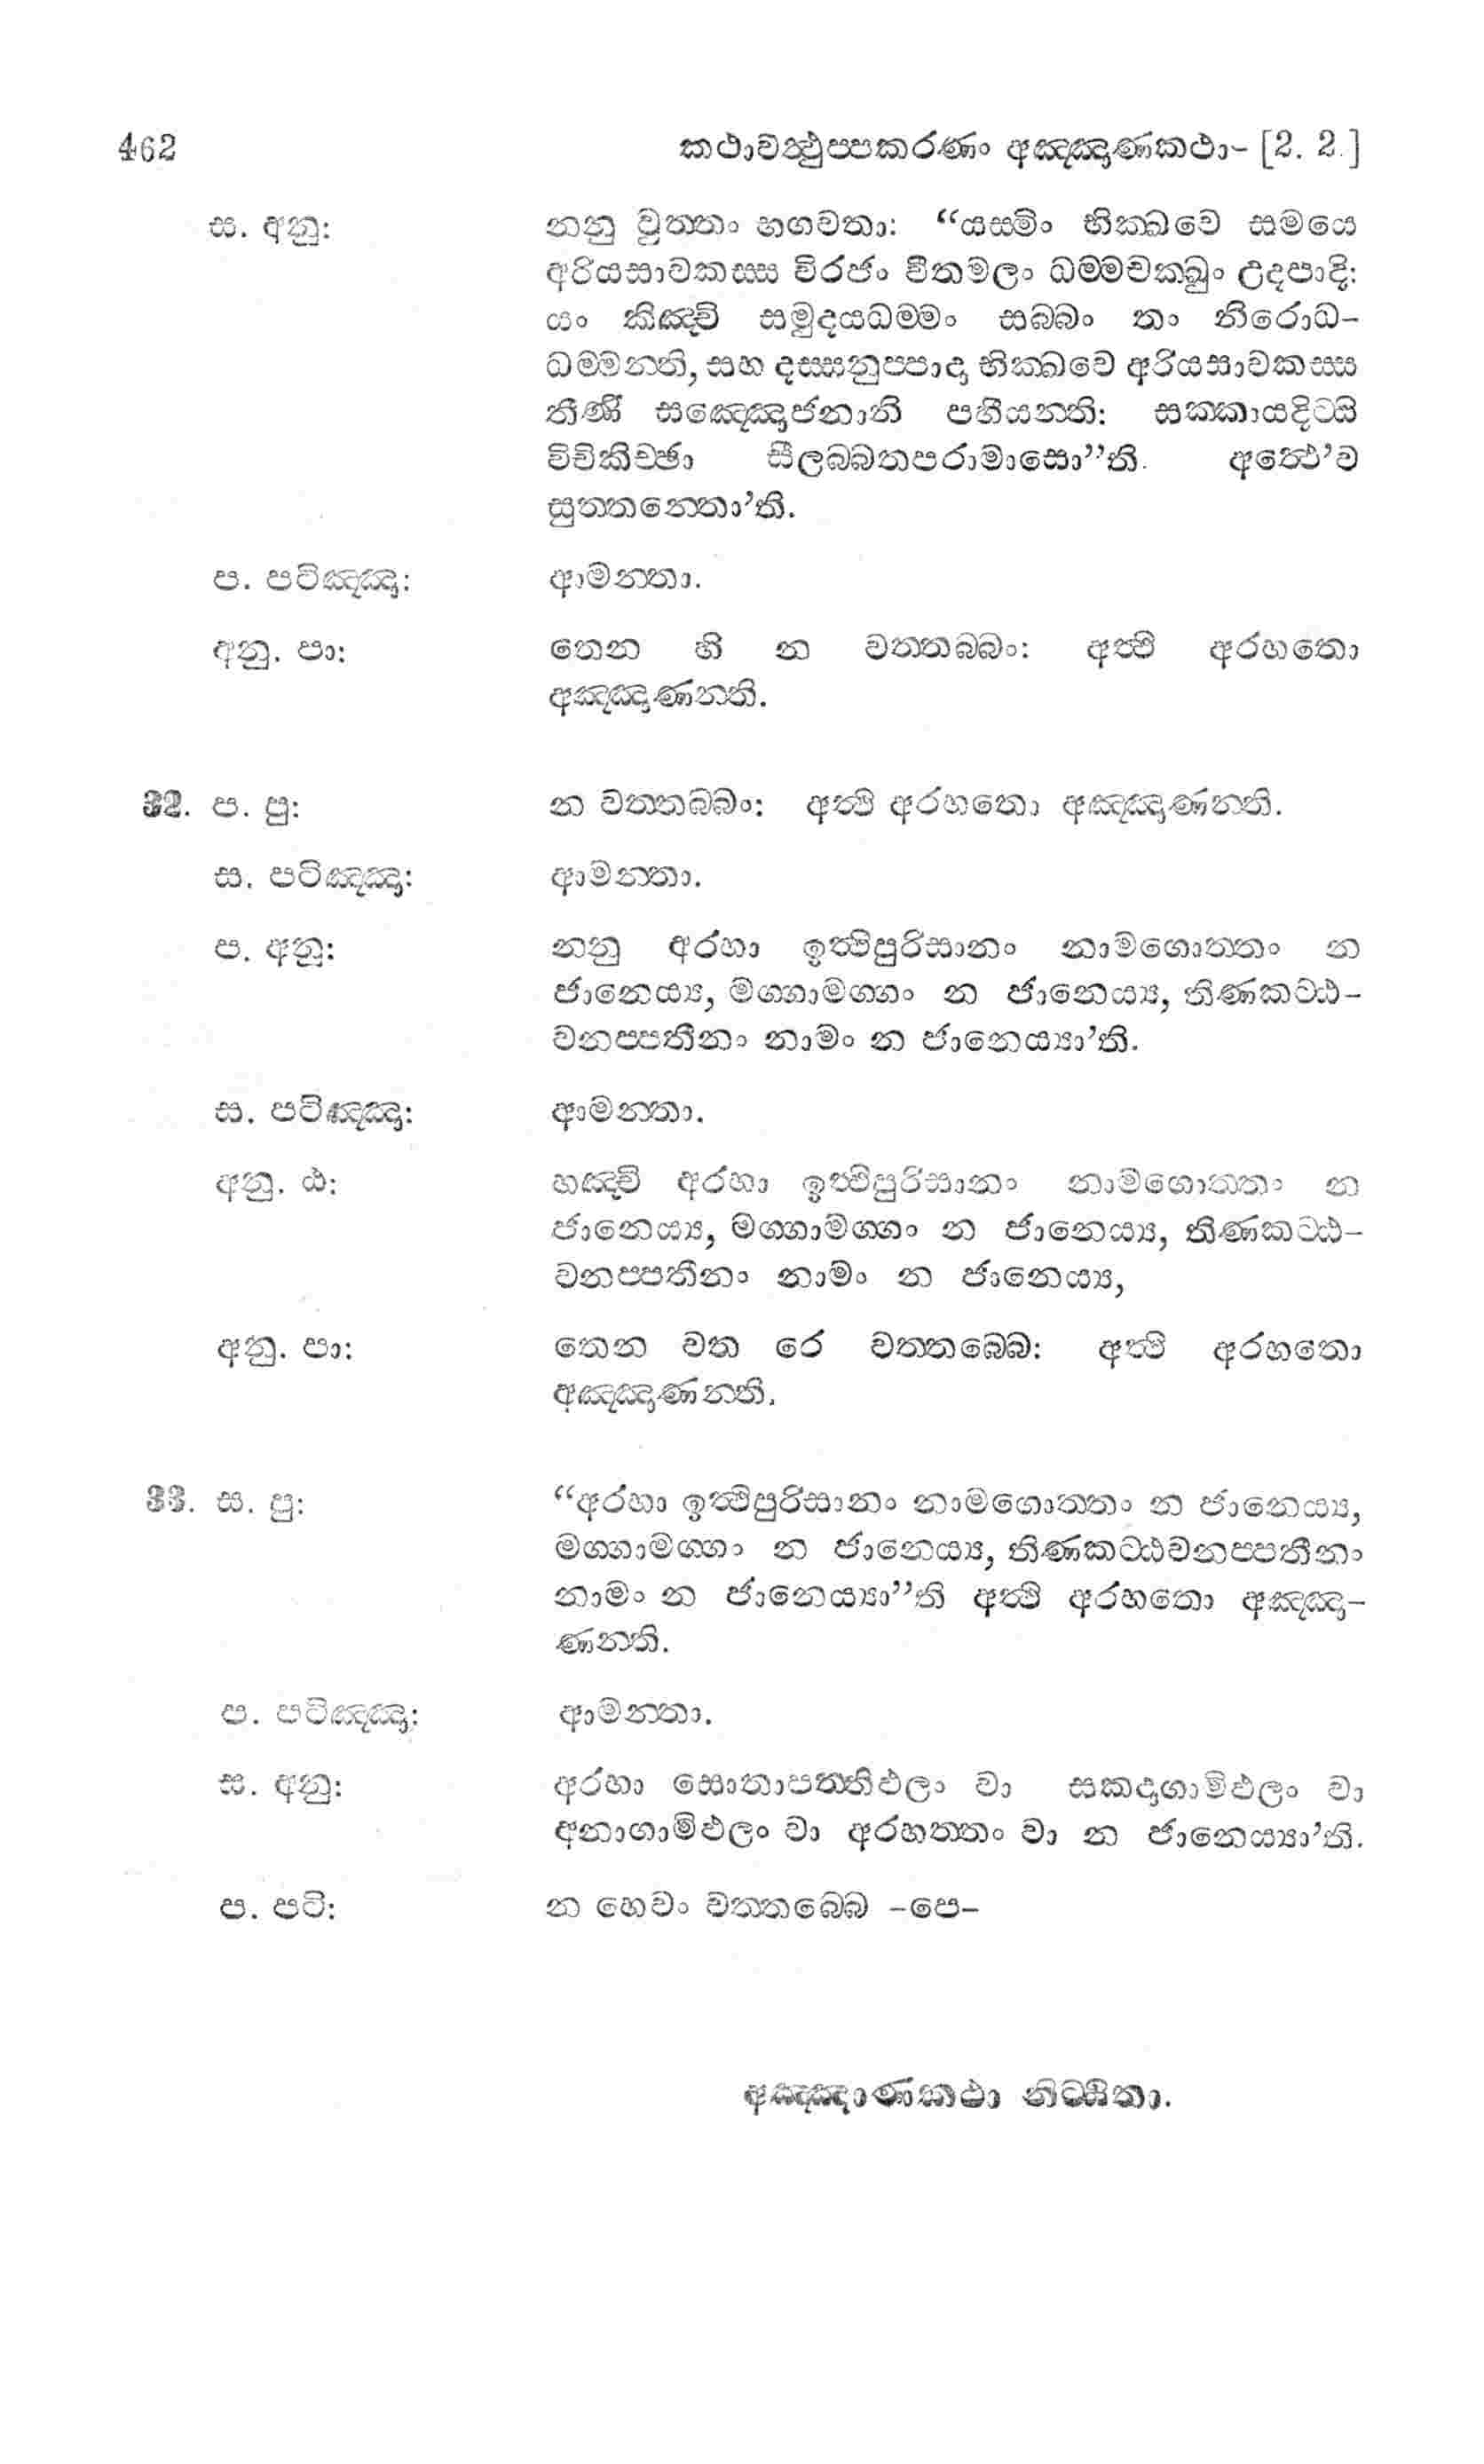 462 කථාවත්‍ථුප්‍පකරණං අඤ්ඤාණකථා- [2. 2.]
ස. අනු: නනු වුත්‍තං භගවතා: “යස්‍මිං භික්‍ඛවෙ සමයෙ
අරියසාවකස්‍ස විරජං වීතමලං ධම්‍මචක්‍ඛුං උදපාදි:
යං කිඤ්චි සමුදයධම්‍මං සබ්‍බං තං නිරොධ-
ධම්‍මන්‍ති, සහ දස්‍සනුප්‍පාදා භික්‍ඛවෙ අරියසාවකස්‍ස
තීණි සඤ්ඤොජනානි පහීයන්‍ති: සක්‍කායදිට්‍ඨි
විචිකිච්‍ඡා සීලබ්‍බතපරාමාසො”ති. අත්‍ථෙ’ව
සුත්‍තන්‍තො’ති.
ප. පටිඤ්ඤා: ආමන්‍තා.
අනු. පා: තෙන හි න වත්‍තබ්‍බං: අත්‍ථි අරහතො
අඤ්ඤාණන්‍ති.
32. ප. පු: න වත්‍තබ්‍බං: අත්‍ථි අරහතො අඤ්ඤාණන්‍ති.
ස. පටිඤ්ඤා: ආමන්‍තා.
ප. අනු: නනු අරහා ඉත්‍ථිපුරිසානං නාමගොත්‍තං න
ජානෙය්‍ය, මග්‍ගාමග්‍ගං න ජානෙය්‍ය, තිණකට්‍ඨ-
වනප්‍පතීනං නාමං න ජානෙය්‍යා’ති.
ස. පටිඤ්ඤා: ආමන්‍තා.
අනු. ඨ: හඤ්චි අරහා ඉත්‍ථිපුරිසානං නාමගොත්‍තං න
ජානෙය්‍ය, මග්‍ගාමග්‍ගං න ජානෙය්‍ය, තිණකට්‍ඨ-
වනප්‍පතීනං නාමං න ජානෙය්‍ය,
අනු. පා: තෙන වත රෙ වත්‍තබ්‍බෙ: අත්‍ථි අරහතො
අඤ්ඤාණන්‍ති.
33. ස. පු: “අරහා ඉත්‍ථිපුරිසානං නාමගොත්‍තං න ජානෙය්‍ය,
මග්‍ගාමග්‍ගං න ජානෙය්‍ය, තිණකට්‍ඨවනප්‍පතීනං
නාමං න ජානෙය්‍යා”ති අත්‍ථි අරහතො අඤ්ඤා-
ණන්‍ති.
ප. පටිඤ්ඤා: ආමන්‍තා.
ස. අනු: අරහා සොතාපත්‍තිඵලං වා සකදාගාමිඵලං වා
අනාගාමිඵලං වා අරහත්‍තං වා න ජානෙය්‍යා’ති.
ප. පටි: න හෙවං වත්‍තබ්‍බෙ -පෙ-
අඤ්ඤාණකථා නිට්‍ඨිතා.